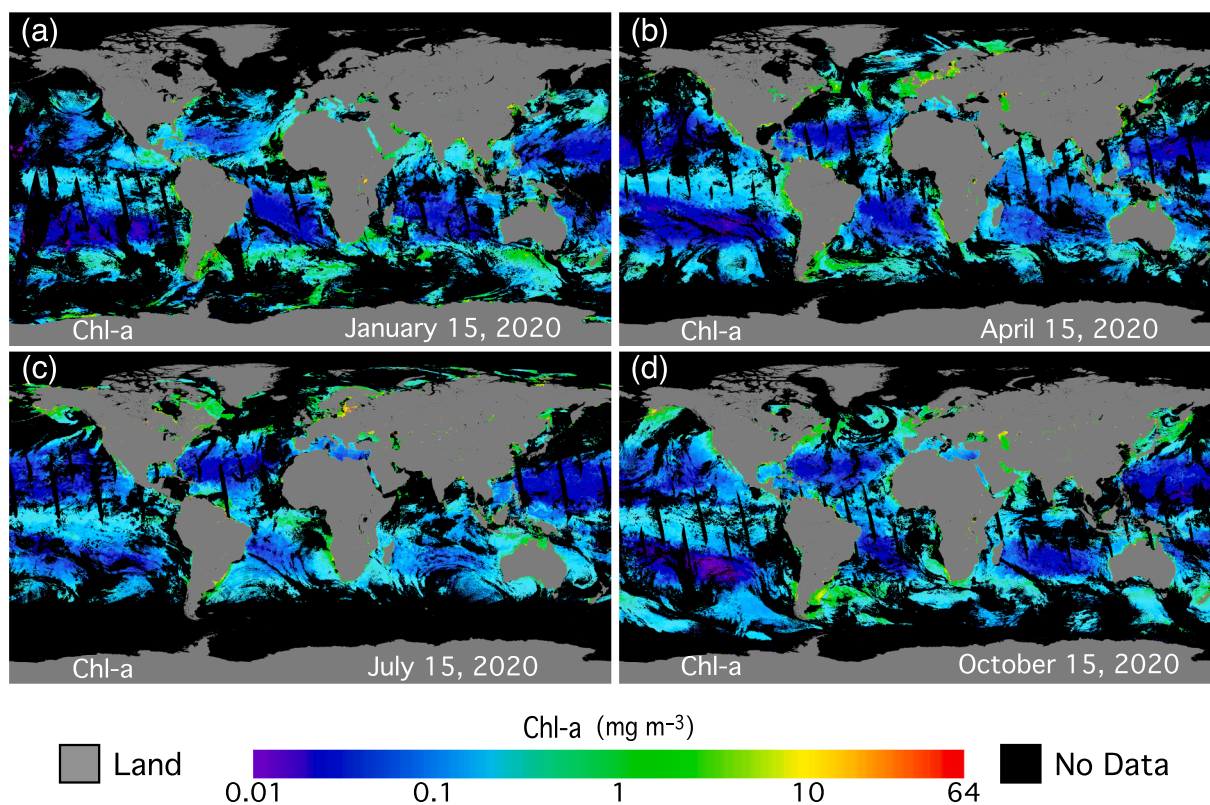 (a)
(b)
Chl-a January 15, 2020
Chl-a April 15, 2020
(c)
(d)
Chl-a July 15, 2020
Chl-a October 15, 2020
Chl-a (mg m⁻³)
Land
No Data
0.01 0.1 1 10 64